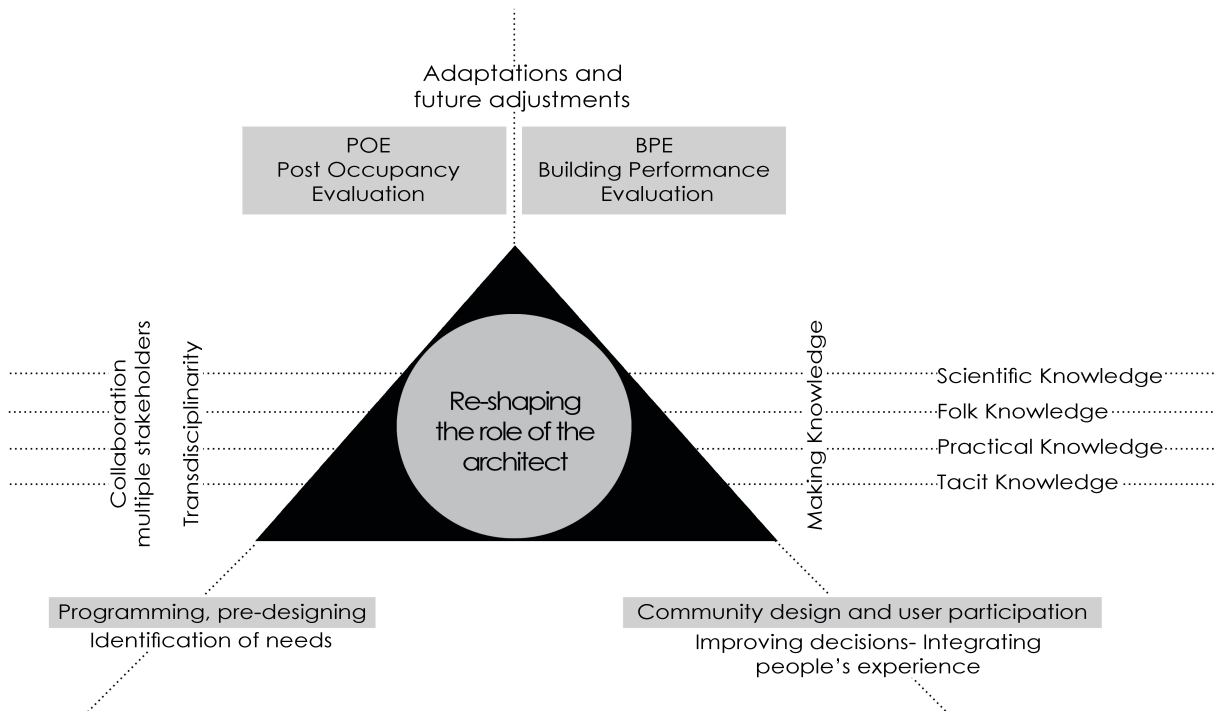 Adaptations and
future adjustments
POE
Post Occupancy
Evaluation
BPE
Building Performance
Evaluation
Collaboration
multiple stakeholders
Transdisciplinarity
Re-shaping
the role of the
architect
Making Knowledge
Scientific Knowledge
Folk Knowledge
Practical Knowledge
Tacit Knowledge
Programming, pre-designing
Identification of needs
Community design and user participation
Improving decisions- Integrating
people’s experience